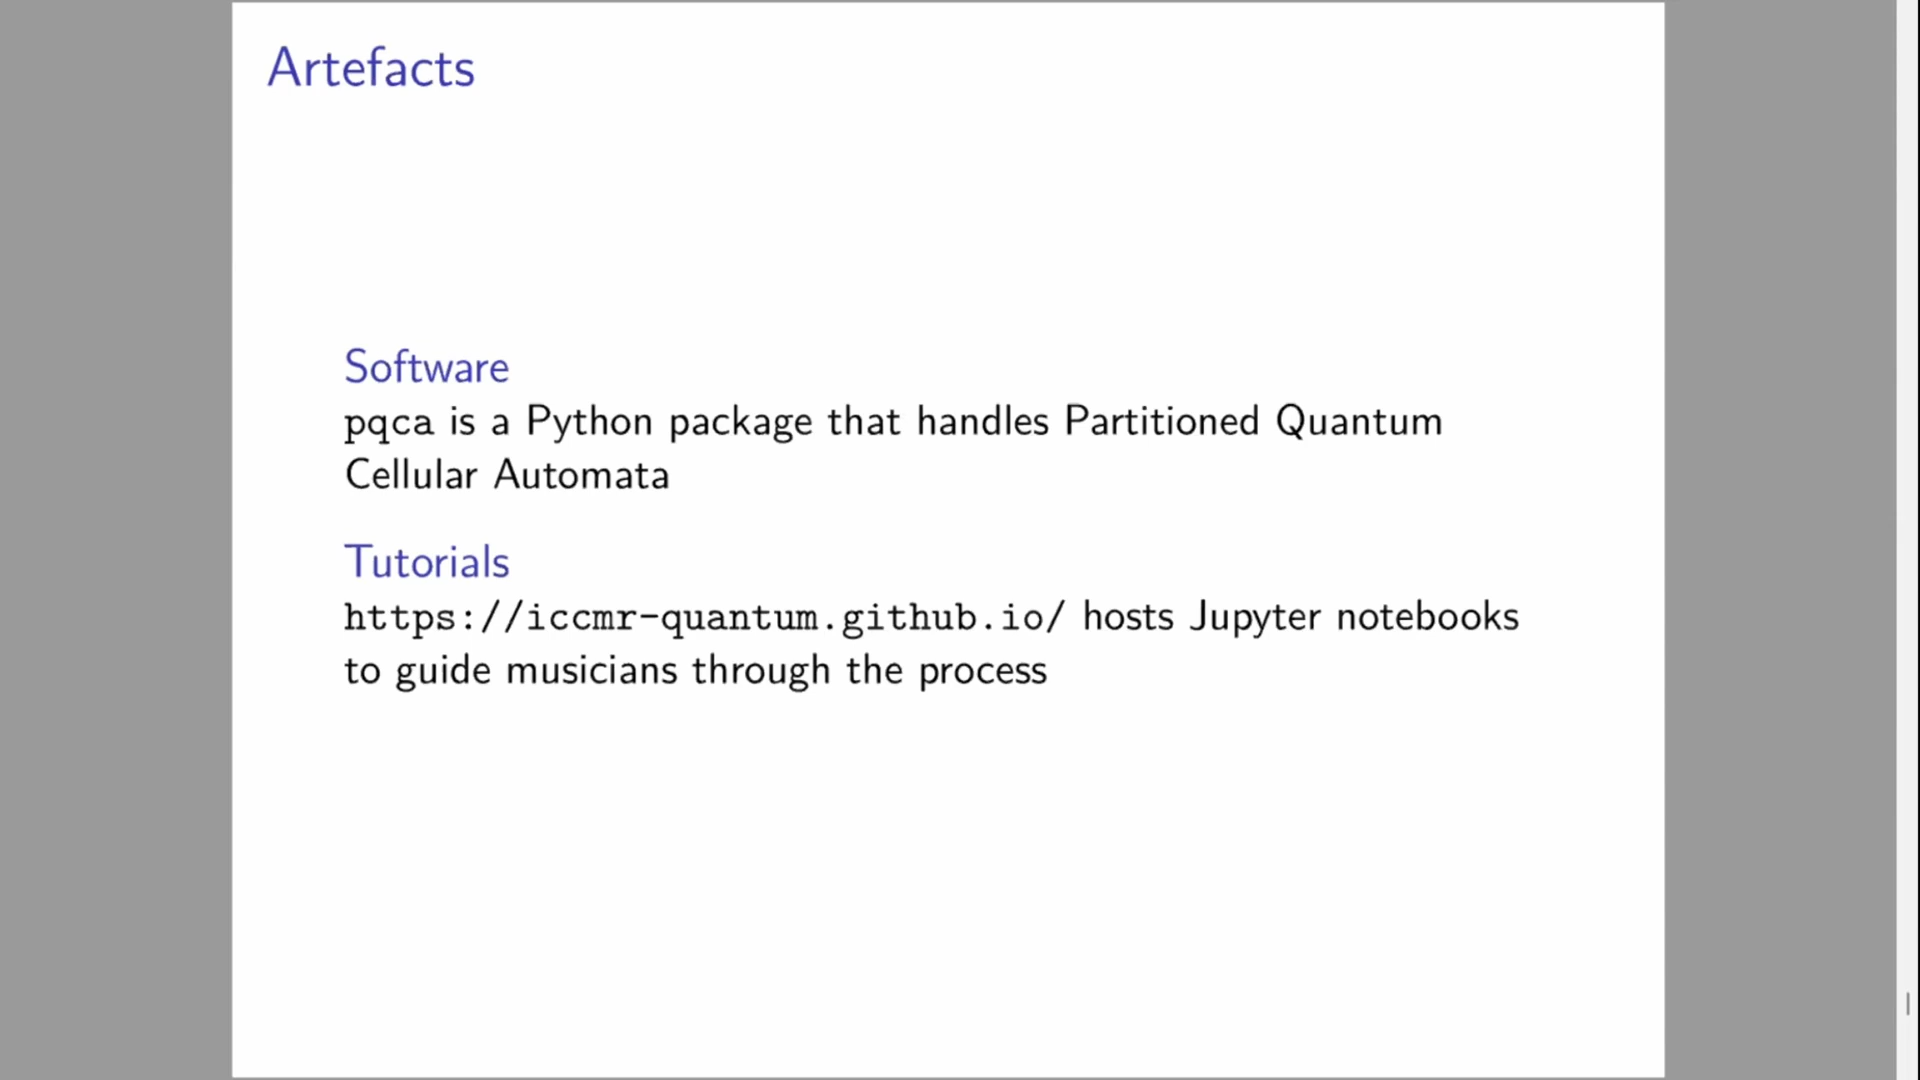 Artefacts
Software
pqca is a Python package that handles Partitioned Quantum
Cellular Automata
Tutorials
https://iccmr-quantum.github.io/ hosts Jupyter notebooks
to guide musicians through the process